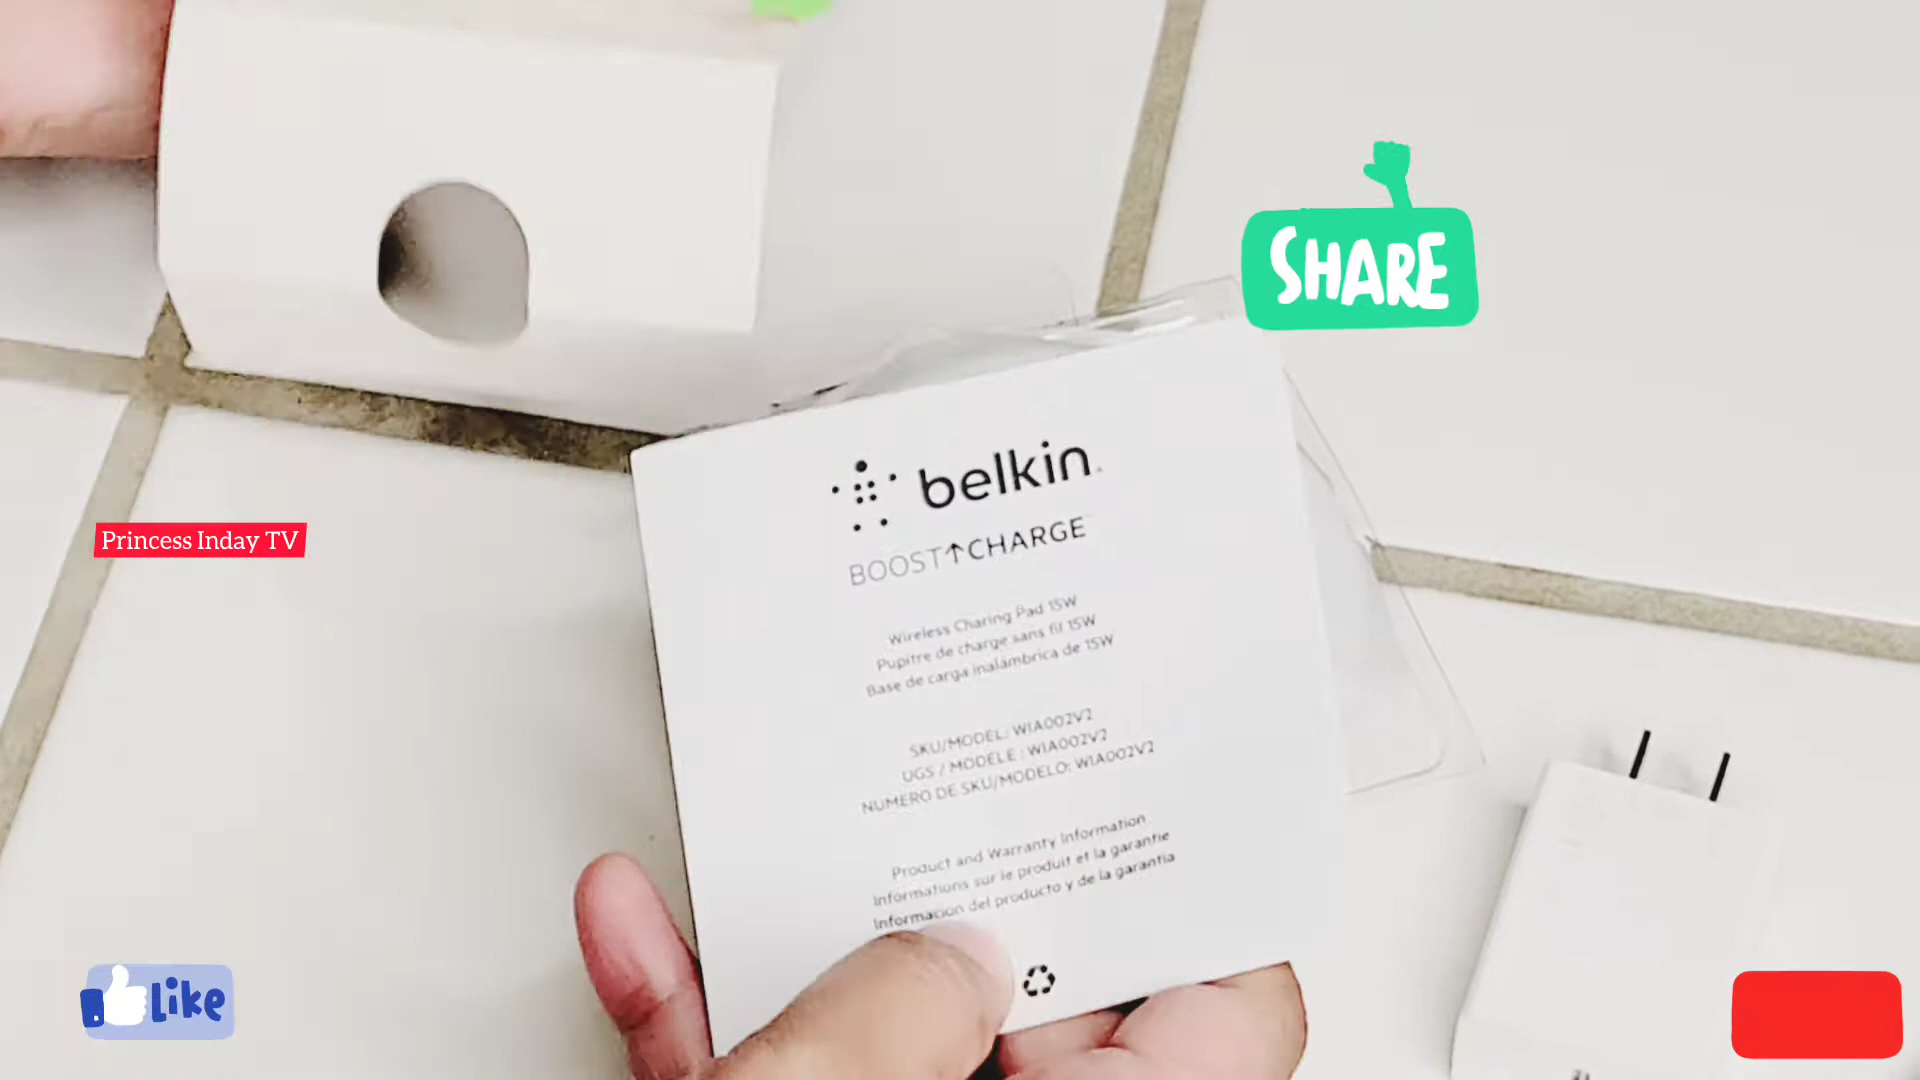 SHARE
belkin
BOOST↑CHARGE
Princess Inday TV
Wireless Charing Pad 15W
Pupitre de charge sans fil 15W
Base de carga inalámbrica de 15W
SKU/MODEL: WIA002V2
UGS / MODÈLE : WIA002V2
NÚMERO DE SKU/MODELO: WIA002V2
Product and Warranty Information
Informations sur le produit et la garantie
Información del producto y de la garantía
Like